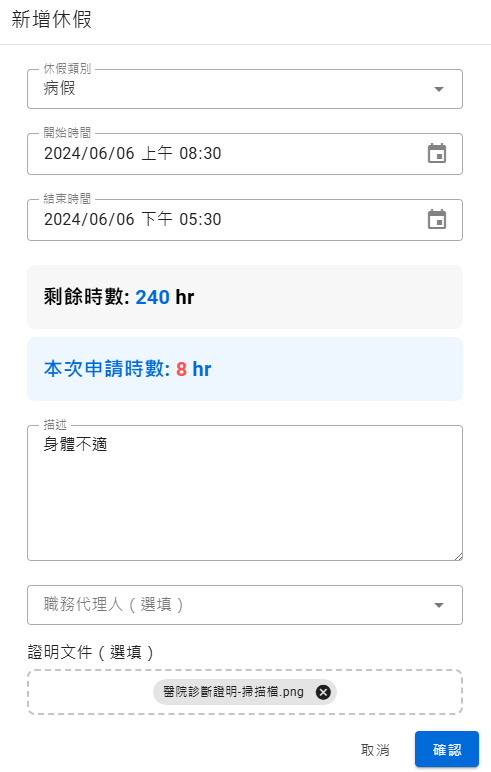 新增休假
休假類別
病假
開始時間
2024/06/06 上午 08:30
結束時間
2024/06/06 下午 05:30
剩餘時數: 240 hr
本次申請時數: 8 hr
描述
身體不適
職務代理人 ( 選填 )
證明文件 ( 選填 )
醫院診斷證明-掃描檔.png
取消
確認